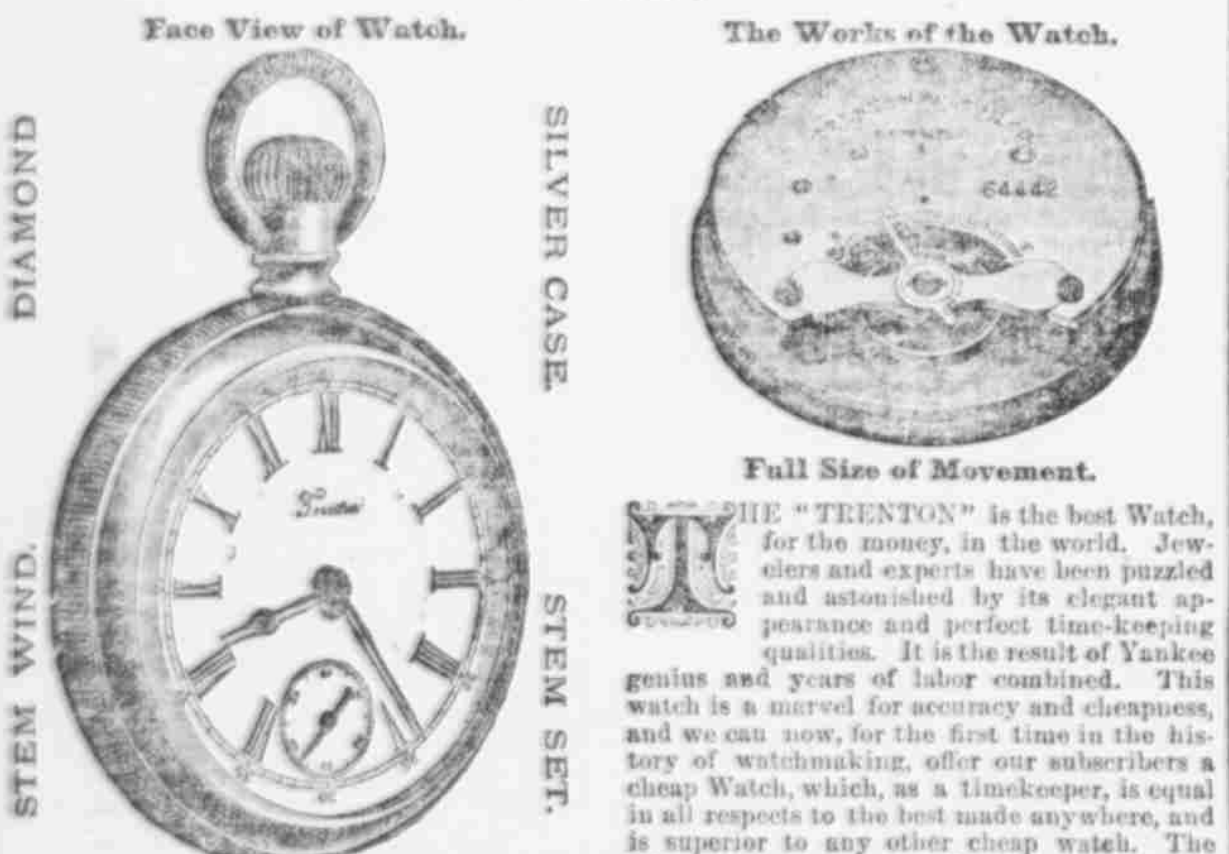 Face View of Watch.
DIAMOND
SILVER CASE.
STEM WIND.
STEM SET.
The Works of the Watch.
64442
Full Size of Movement.
THE "TRENTON" is the best Watch,
for the money, in the world. Jew-
elers and experts have been puzzled
and astonished by its elegant ap-
pearance and perfect time-keeping
qualities. It is the result of Yankee
genius and years of labor combined. This
watch is a marvel for accuracy and cheapness,
and we can now, for the first time in the his-
tory of watchmaking, offer our subscribers a
cheap Watch, which, as a timekeeper, is equal
in all respects to the best made anywhere, and
is superior to any other cheap watch. The